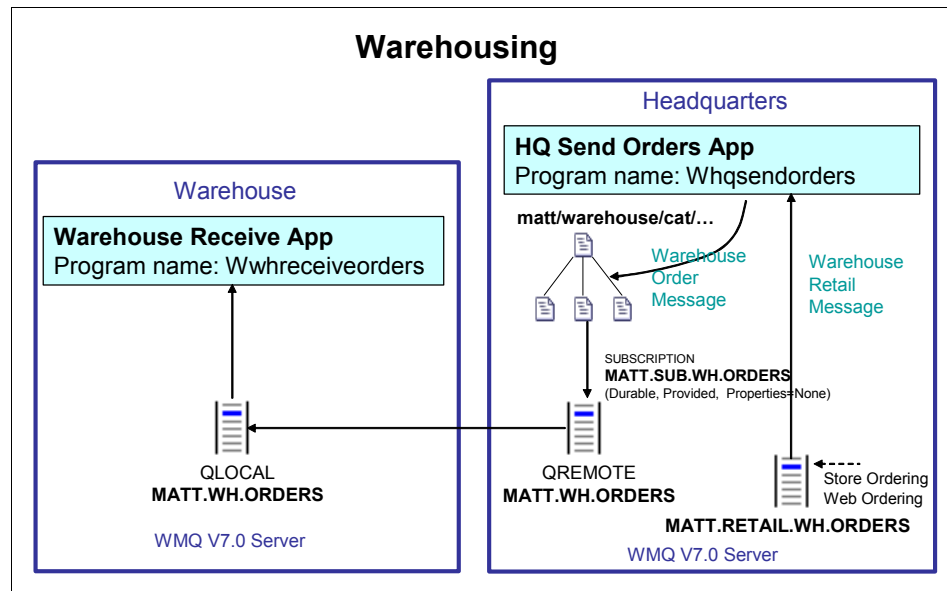 Warehousing
Warehouse
Warehouse Receive App
Program name: Wwhreceiveorders
QLOCAL
MATT.WH.ORDERS
WMQ V7.0 Server
Headquarters
HQ Send Orders App
Program name: Whqsendorders
matt/warehouse/cat/…
Warehouse
Order
Message
Warehouse
Retail
Message
SUBSCRIPTION
MATT.SUB.WH.ORDERS
(Durable, Provided, Properties=None)
QREMOTE
MATT.WH.ORDERS
Store Ordering
Web Ordering
MATT.RETAIL.WH.ORDERS
WMQ V7.0 Server